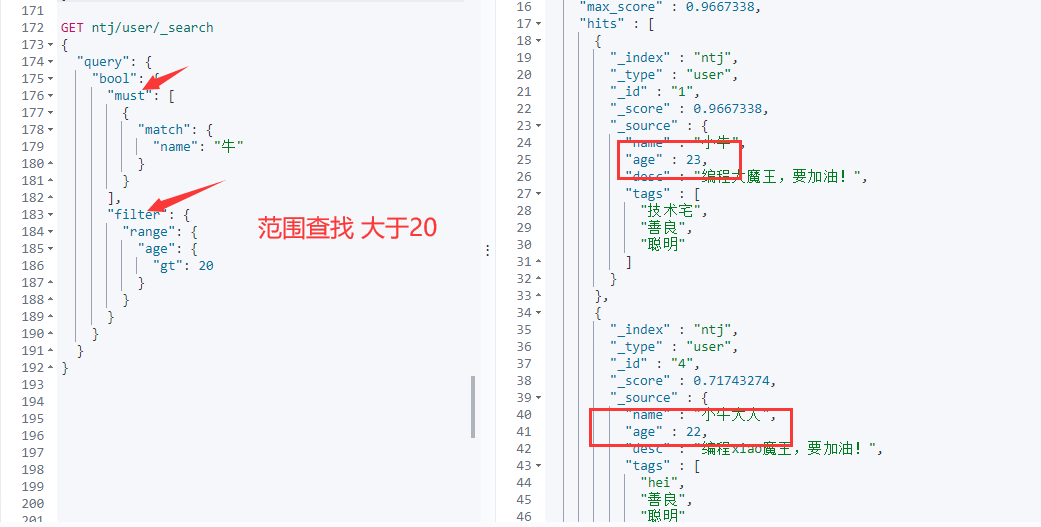 171
172 GET ntj/user/_search
173 {
174 "query": {
175 "bool": {
176 "must": [
177 {
178 "match": {
179 "name": "牛"
180 }
181 }
182 ],
183 "filter": {
184 "range": {
185 "age": {
186 "gt": 20
187 }
188 }
189 }
190 }
191 }
192 }
193
194
195
196
197
198
199
200
201
范围查找 大于20
16 "max_score" : 0.9667338,
17 "hits" : [
18 {
19 "_index" : "ntj",
20 "_type" : "user",
21 "_id" : "1",
22 "_score" : 0.9667338,
23 "_source" : {
24 "name" : "小牛",
25 "age" : 23,
26 "desc" : "编程大魔王，要加油！",
27 "tags" : [
28 "技术宅",
29 "善良",
30 "聪明"
31 ]
32 }
33 },
34 {
35 "_index" : "ntj",
36 "_type" : "user",
37 "_id" : "4",
38 "_score" : 0.71743274,
39 "_source" : {
40 "name" : "小牛大人",
41 "age" : 22,
42 "desc" : "编程xiao魔王，要加油！",
43 "tags" : [
44 "hei",
45 "善良",
46 "聪明"